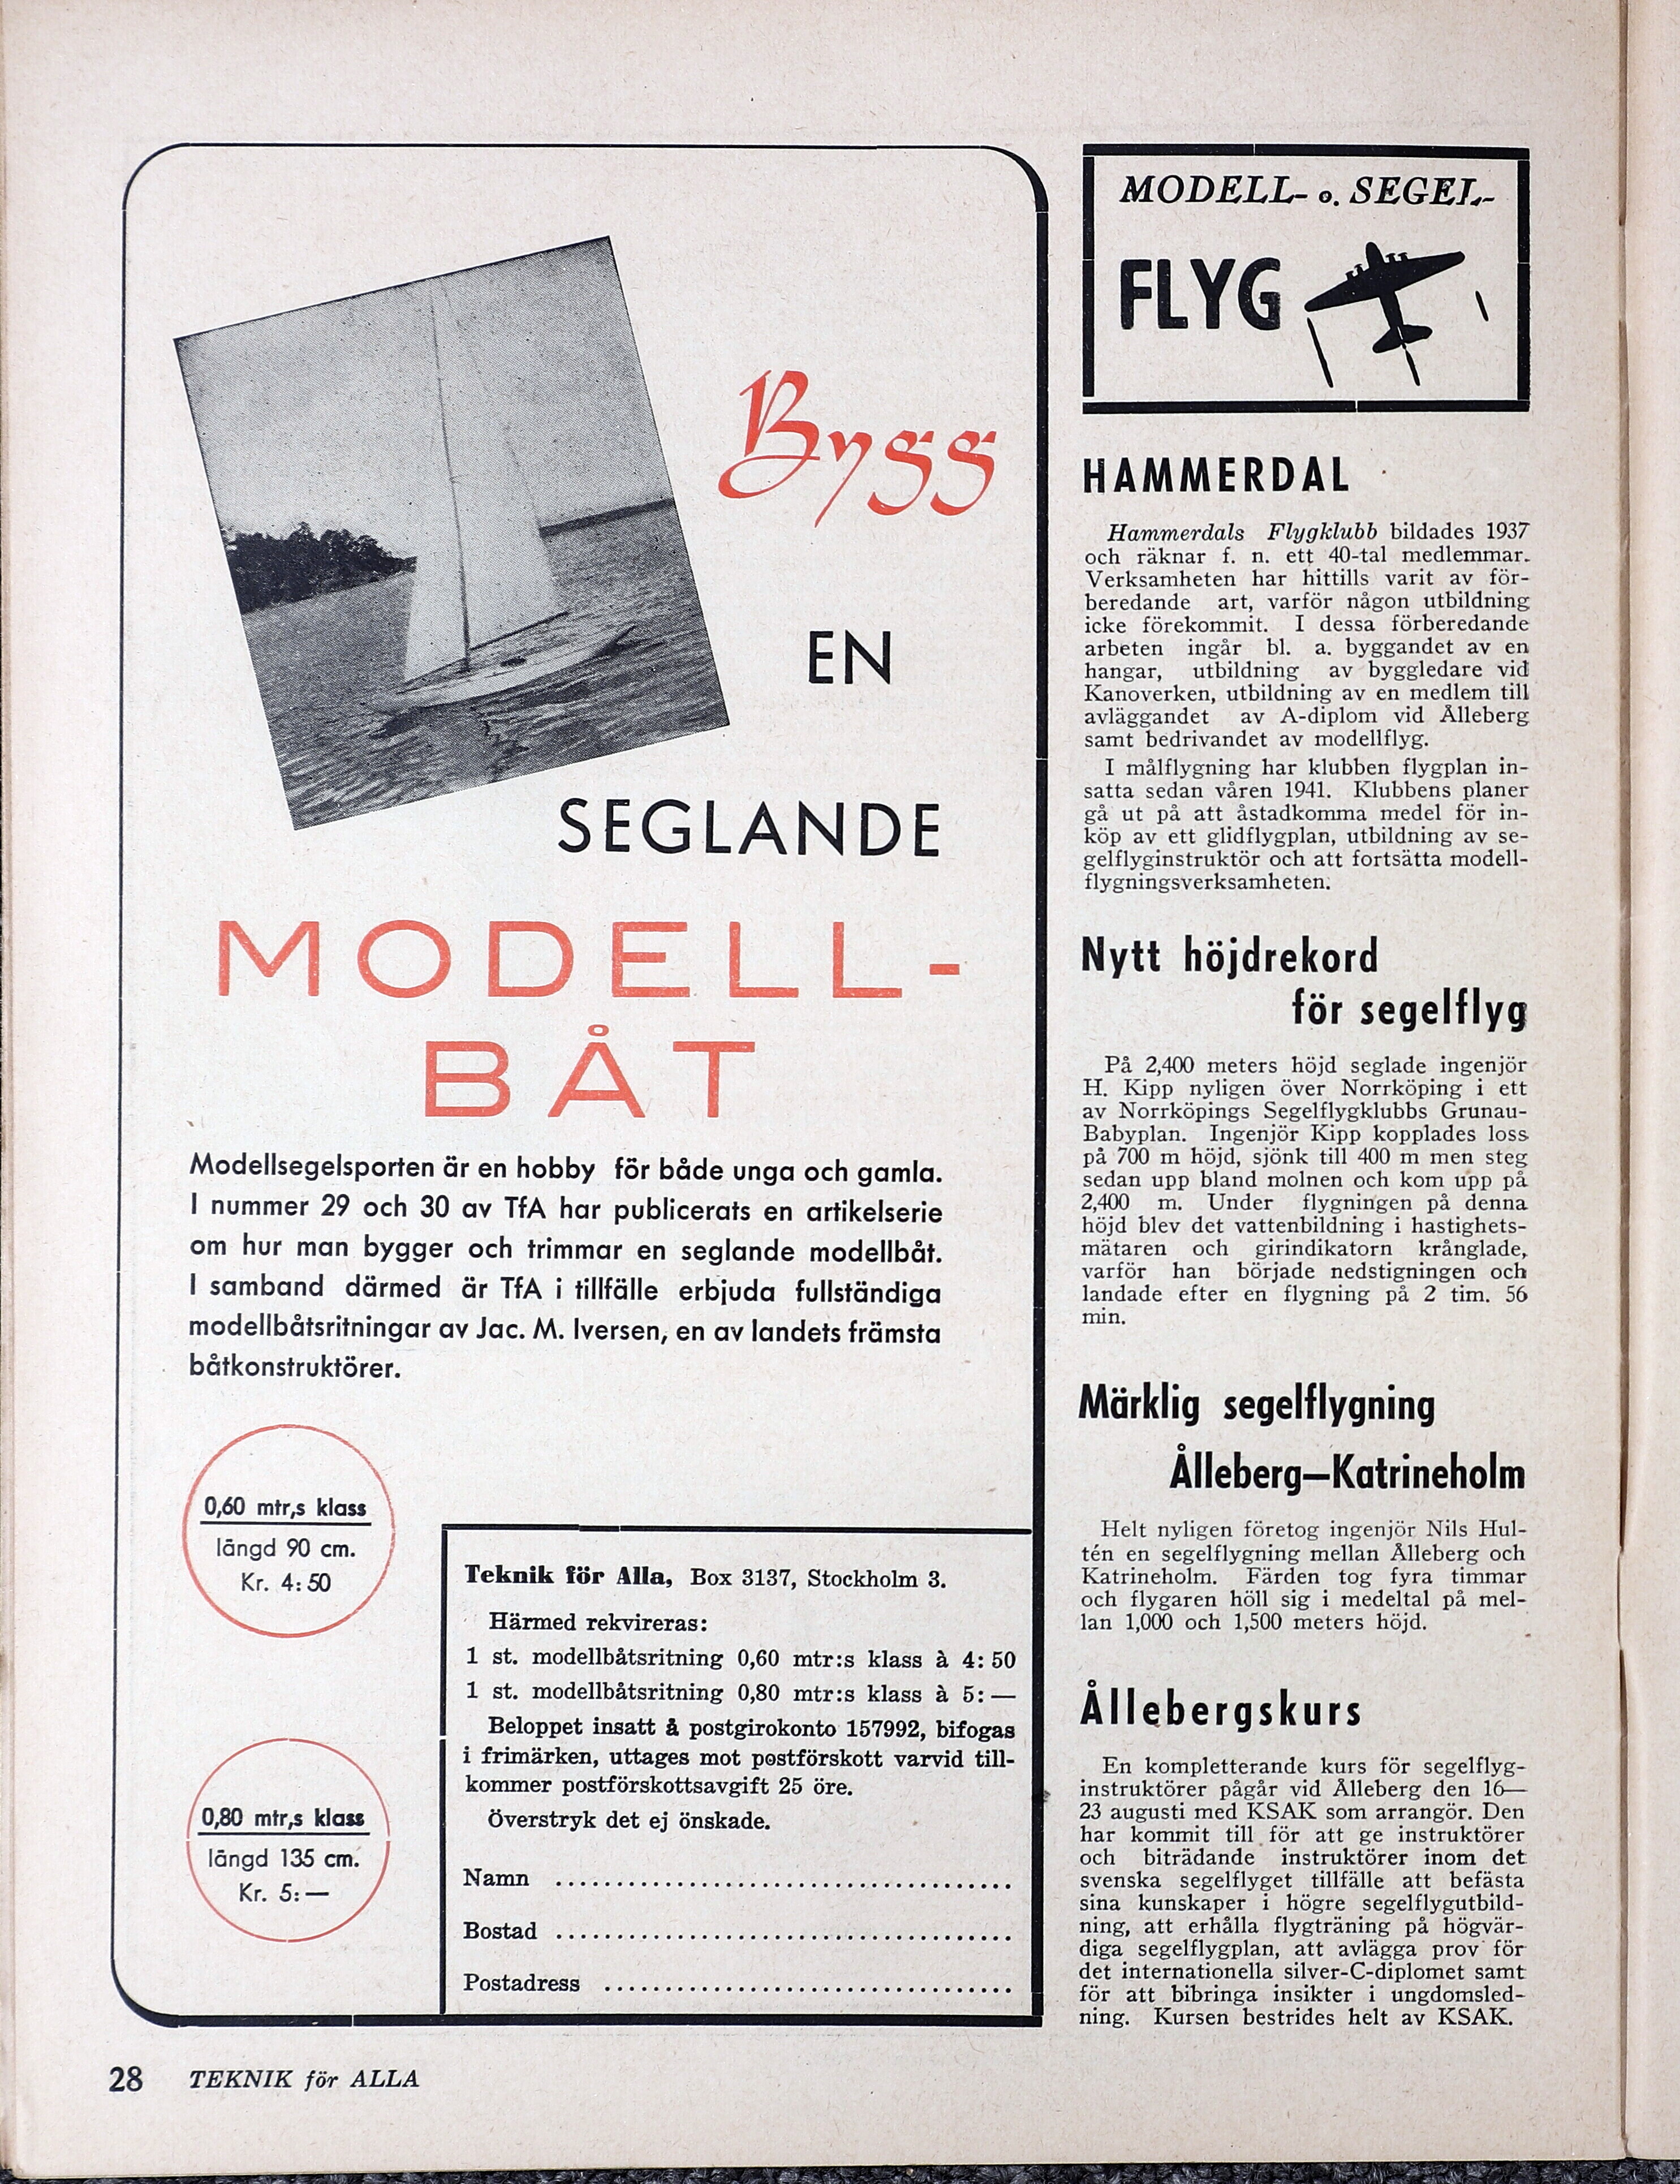 Bygg
EN
SEGLANDE
MODELL-
BÅT
Modellsegelsporten är en hobby för både unga och gamla.
I nummer 29 och 30 av TfA har publicerats en artikelserie
om hur man bygger och trimmar en seglande modellbåt.
I samband därmed är TfA i tillfälle erbjuda fullständiga
modellbåtsritningar av Jac. M. Iversen, en av landets främsta
båtkonstruktörer.
0,60 mtr,s klass
längd 90 cm.
Kr. 4: 50
0,80 mtr,s klass
längd 135 cm.
Kr. 5: —
Teknik för Alla, Box 3137, Stockholm 3.
Härmed rekvireras:
1 st. modellbåtsritning 0,60 mtr:s klass à 4: 50
1 st. modellbåtsritning 0,80 mtr:s klass à 5: —
Beloppet insatt å postgirokonto 157992, bifogas
i frimärken, uttages mot postförskott varvid till-
kommer postförskottsavgift 25 öre.
Överstryk det ej önskade.
Namn ......................................
Bostad ......................................
Postadress ..................................
MODELL- o. SEGEL-
FLYG
HAMMERDAL
Hammerdals Flygklubb bildades 1937
och räknar f. n. ett 40-tal medlemmar.
Verksamheten har hittills varit av för-
beredande art, varför någon utbildning
icke förekommit. I dessa förberedande
arbeten ingår bl. a. byggandet av en
hangar, utbildning av byggledare vid
Kanoverken, utbildning av en medlem till
avläggandet av A-diplom vid Ålleberg
samt bedrivandet av modellflyg.
I målflygning har klubben flygplan in-
satta sedan våren 1941. Klubbens planer
gå ut på att åstadkomma medel för in-
köp av ett glidflygplan, utbildning av se-
gelflyginstruktör och att fortsätta modell-
flygningsverksamheten.
Nytt höjdrekord
för segelflyg
På 2,400 meters höjd seglade ingenjör
H. Kipp nyligen över Norrköping i ett
av Norrköpings Segelflygklubbs Grunau-
Babyplan. Ingenjör Kipp kopplades loss
på 700 m höjd, sjönk till 400 m men steg
sedan upp bland molnen och kom upp på
2,400 m. Under flygningen på denna
höjd blev det vattenbildning i hastighets-
mätaren och girindikatorn krånglade,
varför han började nedstigningen och
landade efter en flygning på 2 tim. 56
min.
Märklig segelflygning
Ålleberg—Katrineholm
Helt nyligen företog ingenjör Nils Hul-
tén en segelflygning mellan Ålleberg och
Katrineholm. Färden tog fyra timmar
och flygaren höll sig i medeltal på mel-
lan 1,000 och 1,500 meters höjd.
Ållebergskurs
En kompletterande kurs för segelflyg-
instruktörer pågår vid Ålleberg den 16—
23 augusti med KSAK som arrangör. Den
har kommit till för att ge instruktörer
och biträdande instruktörer inom det
svenska segelflyget tillfälle att befästa
sina kunskaper i högre segelflygutbild-
ning, att erhålla flygträning på högvär-
diga segelflygplan, att avlägga prov för
det internationella silver-C-diplomet samt
för att bibringa insikter i ungdomsled-
ning. Kursen bestrides helt av KSAK.
28 TEKNIK för ALLA